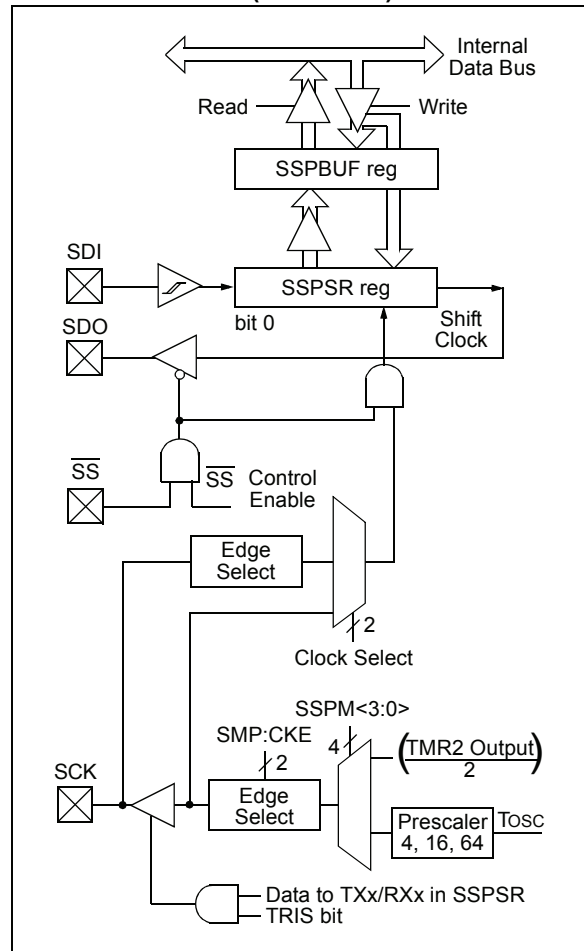 Internal
Data Bus
Read
Write
SSPBUF reg
SDI
SSPSR reg
bit 0
SDO
Shift
Clock
SS
SS
Control
Enable
Edge
Select
2
Clock Select
SSPM<3:0>
SMP:CKE
4
2
(TMR2 Output)
2
SCK
Edge
Select
Prescaler
4, 16, 64
TOSC
Data to TXx/RXx in SSPSR
TRIS bit